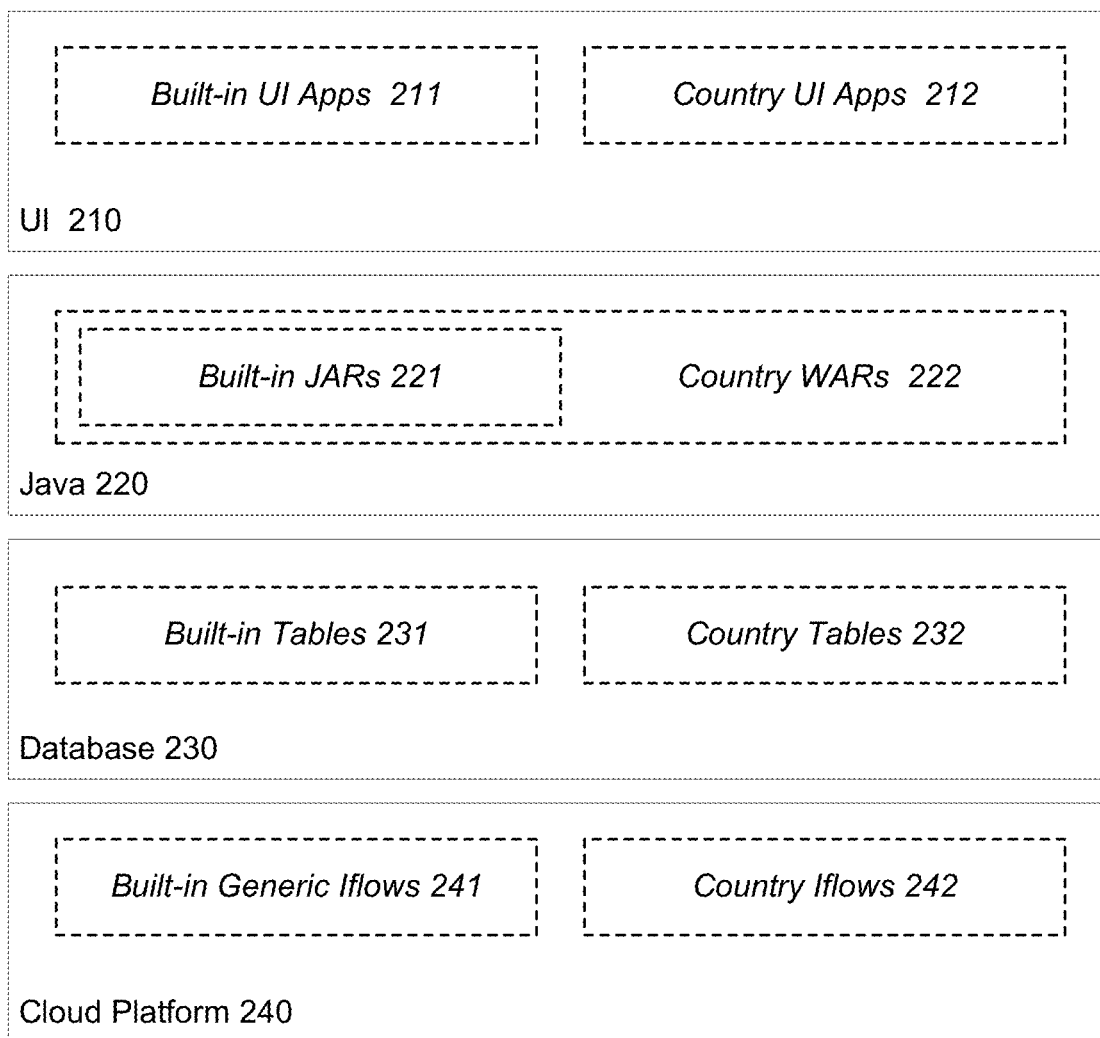 Built-in UI Apps 211
Country UI Apps 212
UI 210
Built-in JARs 221
Country WARs 222
Java 220
Built-in Tables 231
Country Tables 232
Database 230
Built-in Generic Iflows 241
Country Iflows 242
Cloud Platform 240